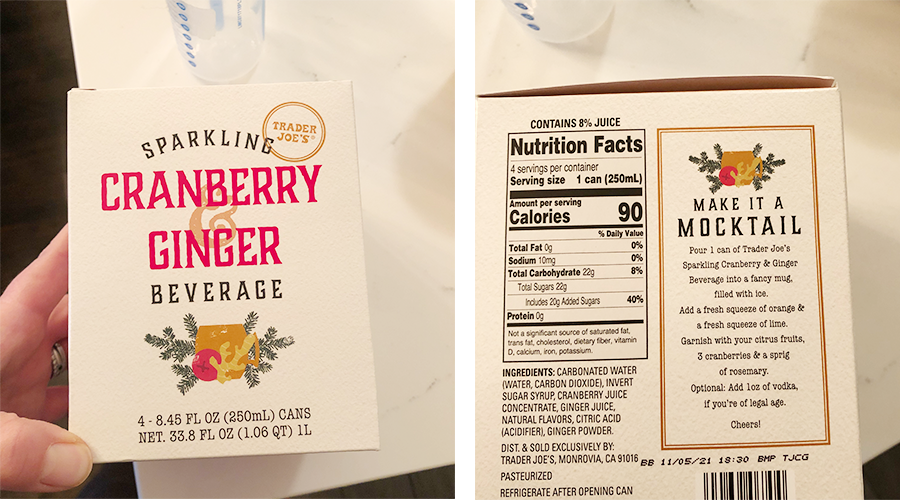 SPARKLING
TRADER
JOE'S®
CRANBERRY
&
GINGER
BEVERAGE
4 - 8.45 FL OZ (250mL) CANS
NET. 33.8 FL OZ (1.06 QT) 1L
CONTAINS 8% JUICE
Nutrition Facts
4 servings per container
Serving size 1 can (250mL)
Amount per serving
Calories 90
% Daily Value
Total Fat 0g 0%
Sodium 10mg 0%
Total Carbohydrate 22g 8%
Total Sugars 22g
Includes 20g Added Sugars 40%
Protein 0g
Not a significant source of saturated fat,
trans fat, cholesterol, dietary fiber, vitamin
D, calcium, iron, potassium.
INGREDIENTS: CARBONATED WATER
(WATER, CARBON DIOXIDE), INVERT
SUGAR SYRUP, CRANBERRY JUICE
CONCENTRATE, GINGER JUICE,
NATURAL FLAVORS, CITRIC ACID
(ACIDIFIER), GINGER POWDER.
DIST. & SOLD EXCLUSIVELY BY:
TRADER JOE'S, MONROVIA, CA 91016
PASTEURIZED
REFRIGERATE AFTER OPENING CAN
MAKE IT A
MOCKTAIL
Pour 1 can of Trader Joe's
Sparkling Cranberry & Ginger
Beverage into a fancy mug,
filled with ice.
Add a fresh squeeze of orange &
a fresh squeeze of lime.
Garnish with your citrus fruits,
3 cranberries & a sprig
of rosemary.
Optional: Add 1oz of vodka,
if you're of legal age.
Cheers!
BB 11/05/21 18:30 BMP TJCG